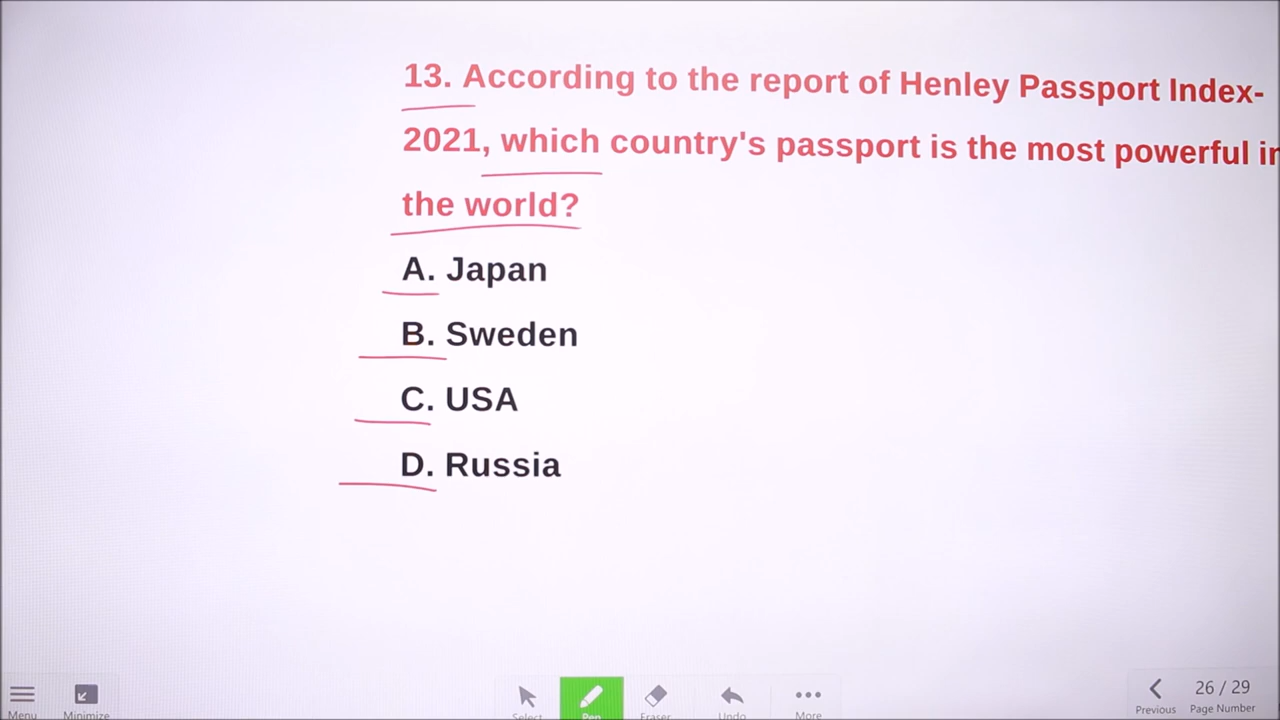 13. According to the report of Henley Passport Index-
2021, which country's passport is the most powerful in
the world?
A. Japan
B. Sweden
C. USA
D. Russia
Menu
Minimize
Select
Pen
Eraser
Undo
More
Previous
26 / 29
Page Number